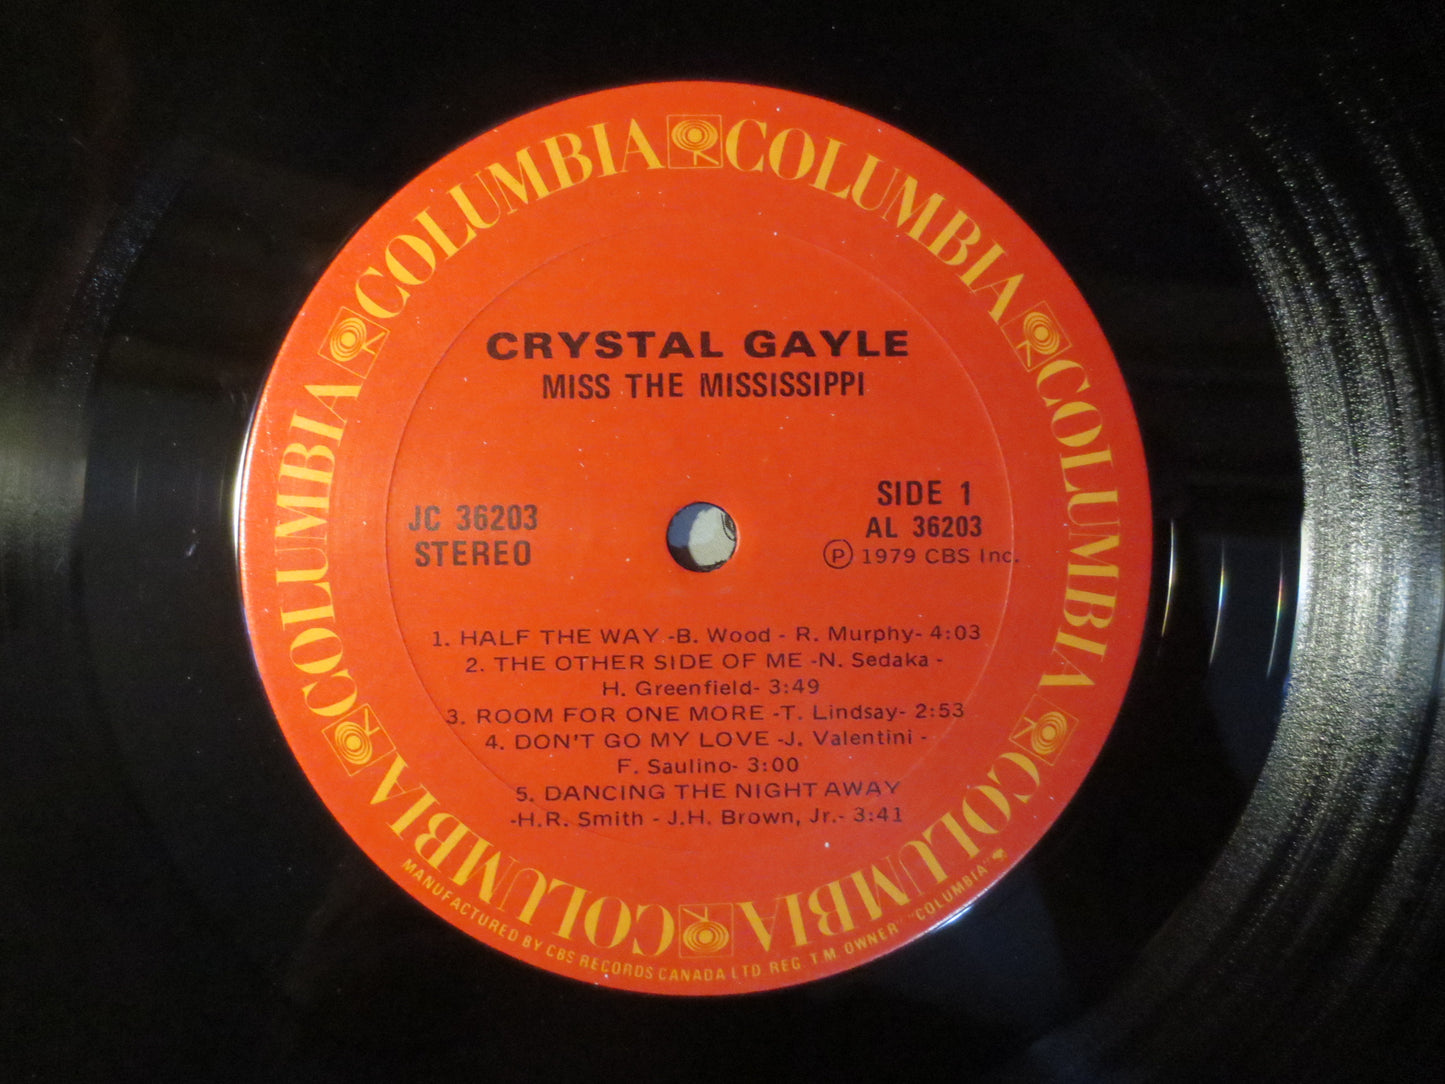 COLUMBIA COLUMBIA COLUMBIA COLUMBIA COLUMBIA COLUMBIA COLUMBIA COLUMBIA
CRYSTAL GAYLE
MISS THE MISSISSIPPI
JC 36203
STEREO
SIDE 1
AL 36203
Ⓟ 1979 CBS Inc.
1. HALF THE WAY -B. Wood - R. Murphy- 4:03
2. THE OTHER SIDE OF ME -N. Sedaka -
H. Greenfield- 3:49
3. ROOM FOR ONE MORE -T. Lindsay- 2:53
4. DON'T GO MY LOVE -J. Valentini -
F. Saulino- 3:00
5. DANCING THE NIGHT AWAY
-H.R. Smith - J.H. Brown, Jr.- 3:41
MANUFACTURED BY CBS RECORDS CANADA LTD REG. T.M. OWNER "COLUMBIA"